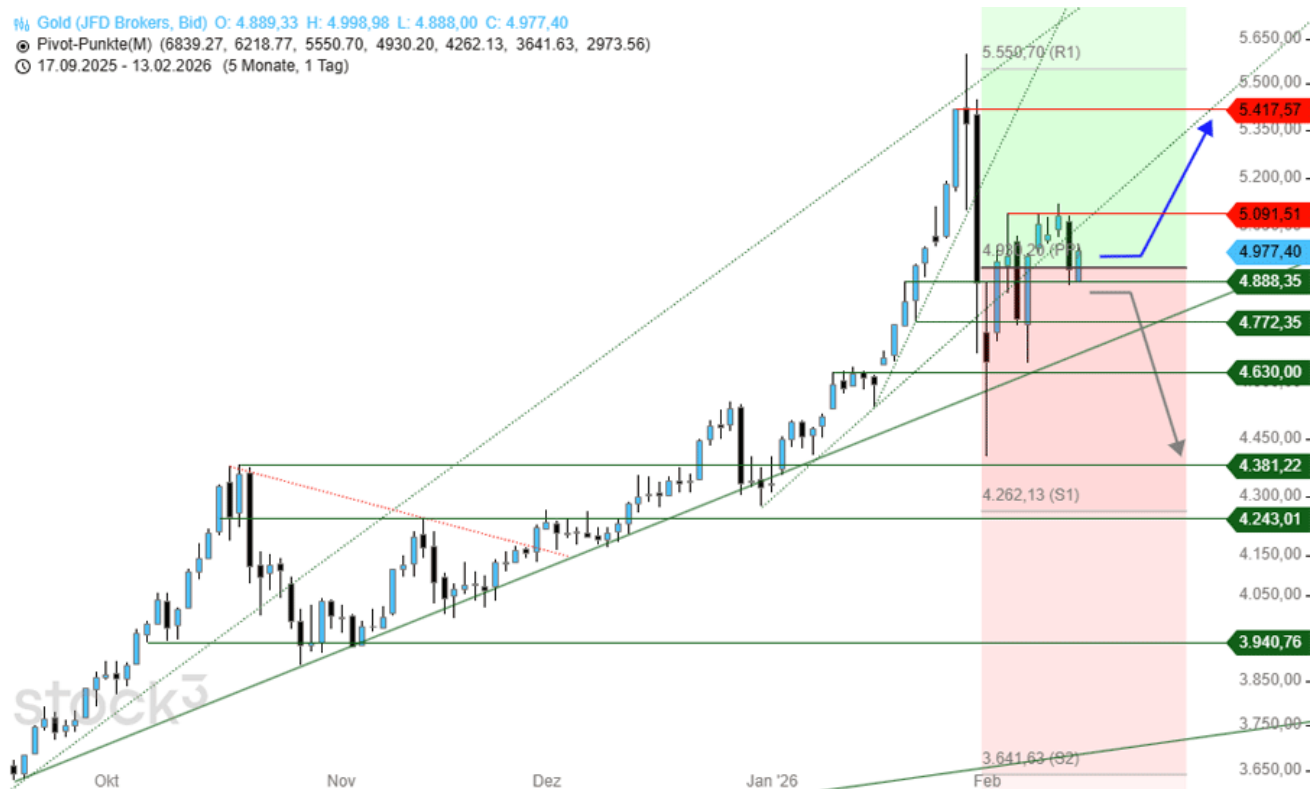 Gold (JFD Brokers, Bid) O: 4.889,33 H: 4.998,98 L: 4.888,00 C: 4.977,40
Pivot-Punkte(M) (6839.27, 6218.77, 5550.70, 4930.20, 4262.13, 3641.63, 2973.56)
17.09.2025 - 13.02.2026 (5 Monate, 1 Tag)
5.650,00
5.550,70 (R1)
5.500,00
5.417,57
5.350,00
5.200,00
5.091,51
4.930,20 (PP)
4.977,40
4.888,35
4.772,35
4.630,00
4.450,00
4.381,22
4.262,13 (S1)
4.300,00
4.243,01
4.150,00
4.050,00
3.940,76
3.850,00
stock3
3.750,00
3.641,63 (S2)
3.650,00
Okt Nov Dez Jan '26 Feb